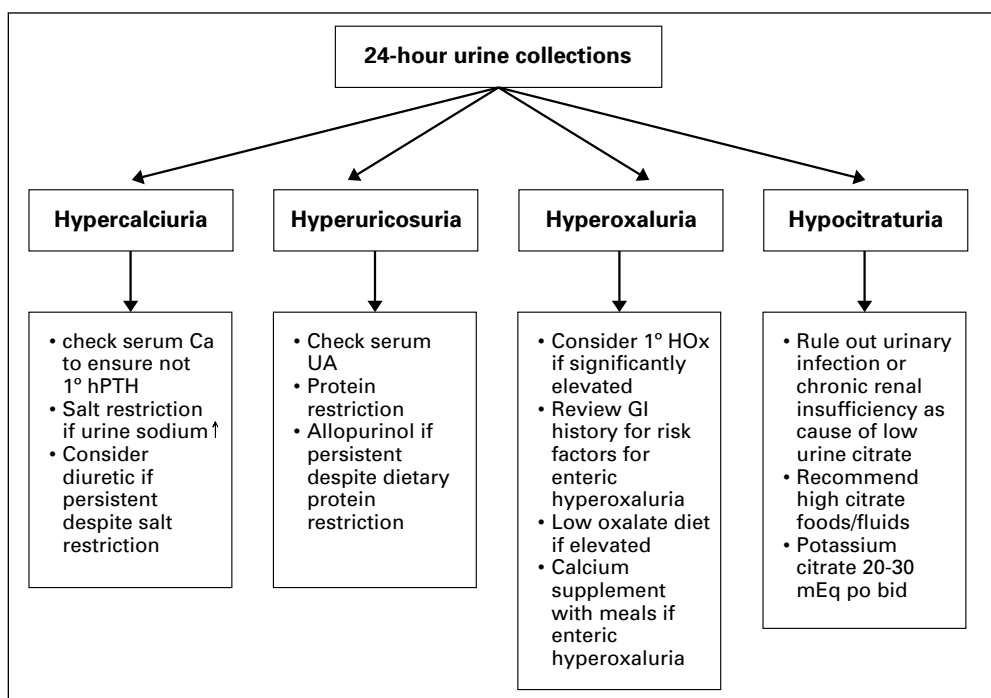 24-hour urine collections
Hypercalciuria
Hyperuricosuria
Hyperoxaluria
Hypocitraturia
• check serum Ca
to ensure not
1º hPTH
• Salt restriction
if urine sodium↑
• Consider
diuretic if
persistent
despite salt
restriction
• Check serum
UA
• Protein
restriction
• Allopurinol if
persistent
despite dietary
protein
restriction
• Consider 1º HOx
if significantly
elevated
• Review GI
history for risk
factors for
enteric
hyperoxaluria
• Low oxalate diet
if elevated
• Calcium
supplement
with meals if
enteric
hyperoxaluria
• Rule out urinary
infection or
chronic renal
insufficiency as
cause of low
urine citrate
• Recommend
high citrate
foods/fluids
• Potassium
citrate 20-30
mEq po bid